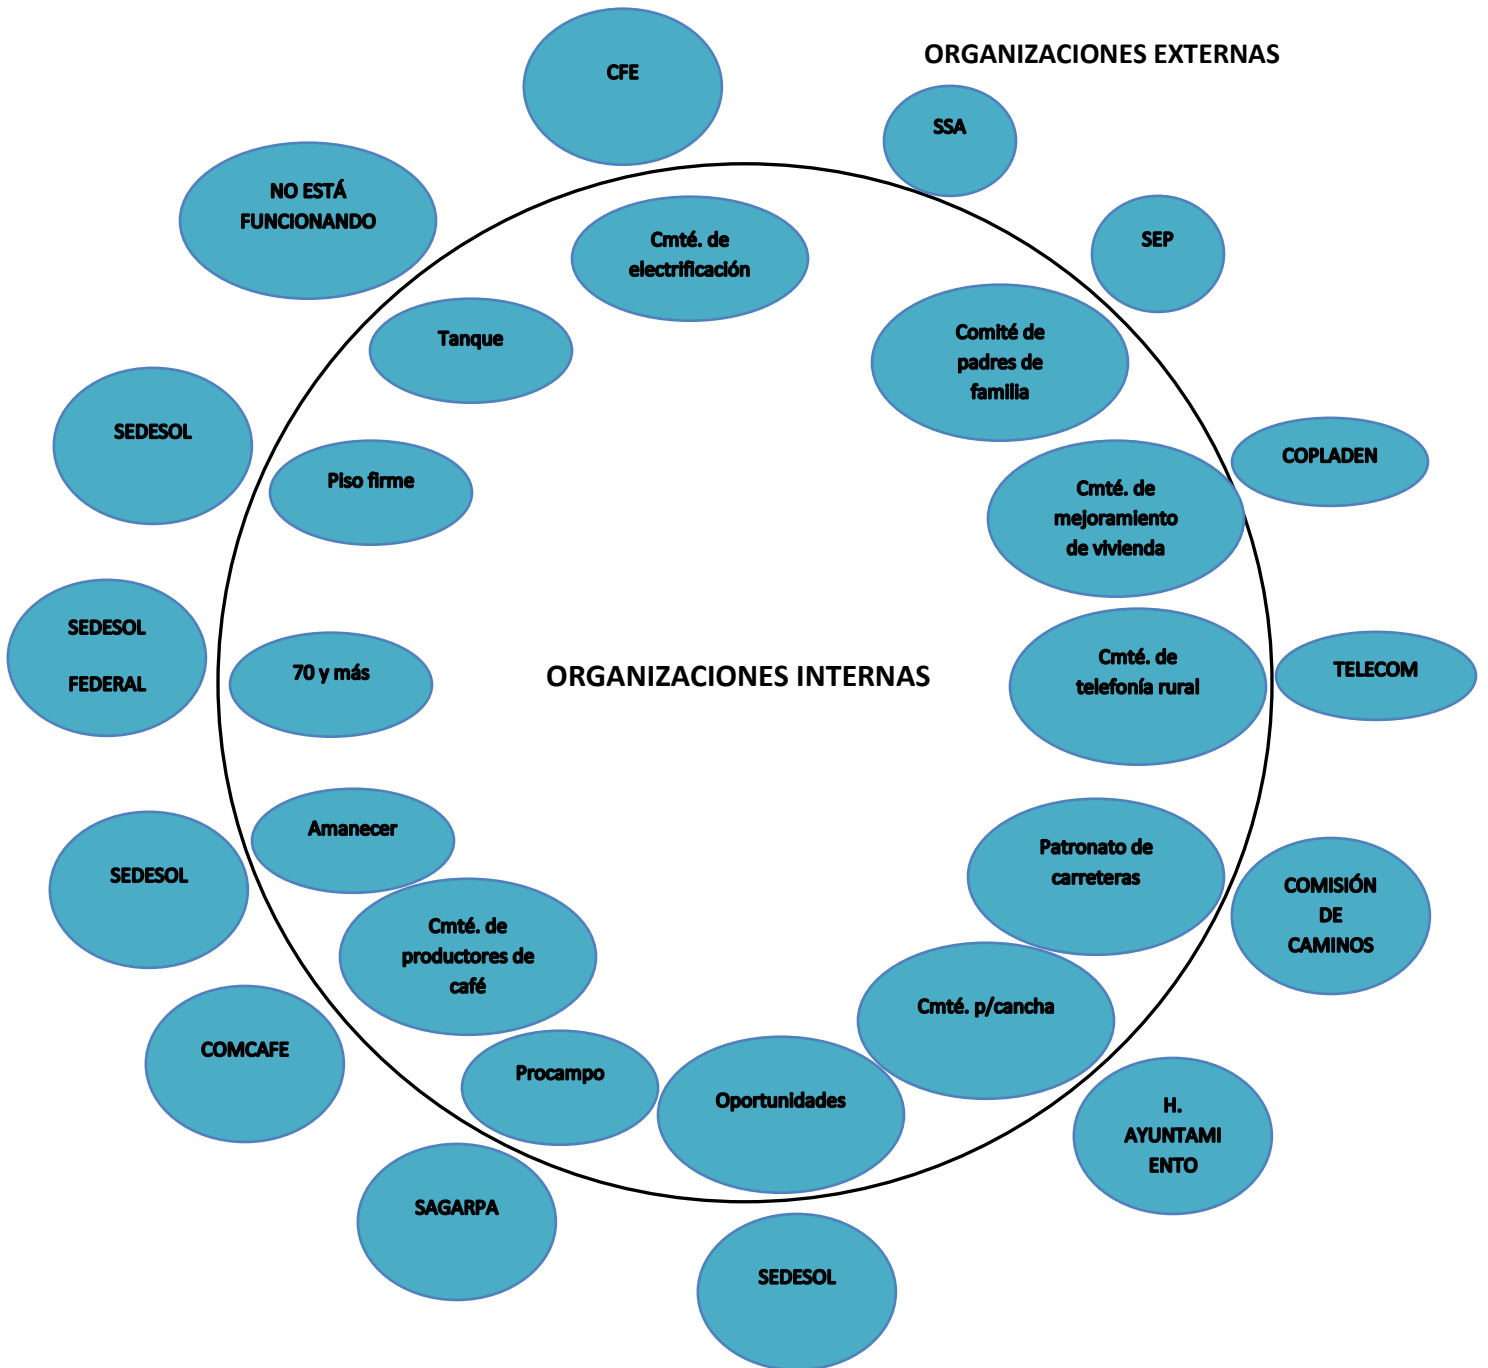 ORGANIZACIONES EXTERNAS
CFE
SSA
NO ESTÁ
FUNCIONANDO
SEP
Cmté. de
electrificación
Tanque
Comité de
padres de
familia
SEDESOL
COPLADEN
Piso firme
Cmté. de
mejoramiento
de vivienda
SEDESOL
FEDERAL
70 y más
ORGANIZACIONES INTERNAS
Cmté. de
telefonía rural
TELECOM
Amanecer
Patronato de
carreteras
SEDESOL
COMISIÓN
DE
CAMINOS
Cmté. de
productores de
café
Cmté. p/cancha
COMCAFE
Procampo
Oportunidades
H.
AYUNTAMI
ENTO
SAGARPA
SEDESOL